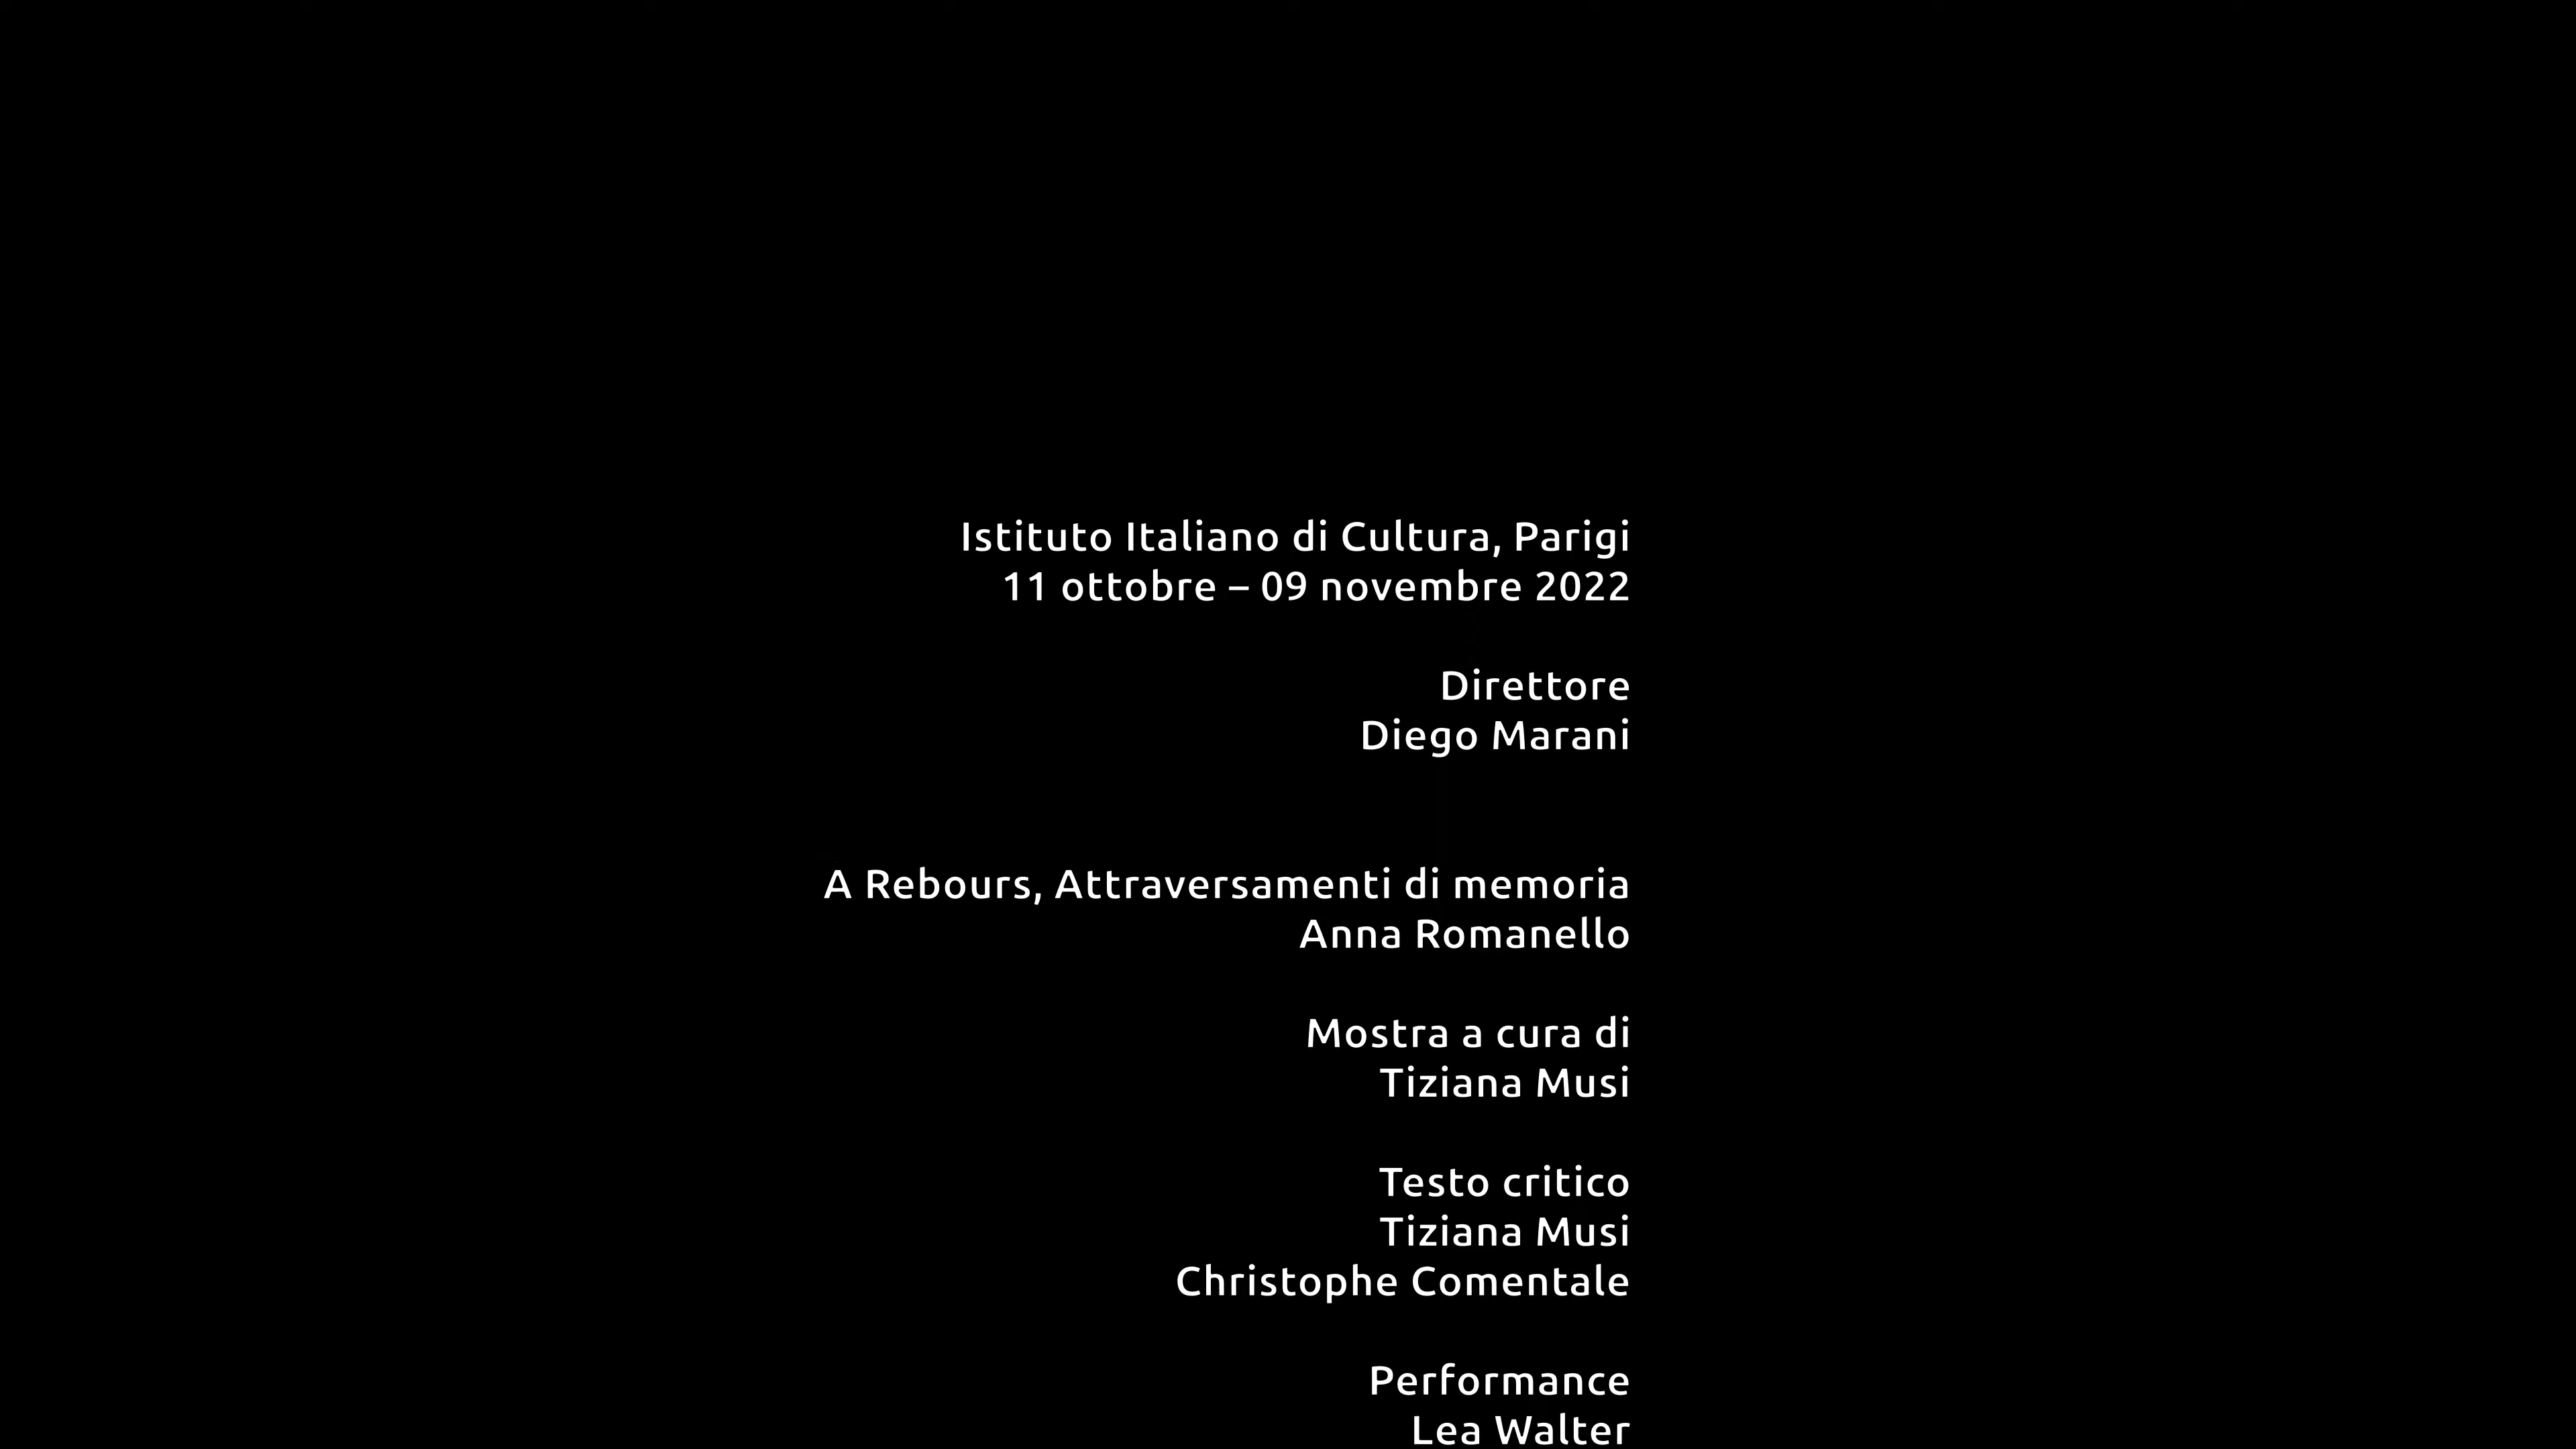 Istituto Italiano di Cultura, Parigi
11 ottobre – 09 novembre 2022
Direttore
Diego Marani
A Rebours, Attraversamenti di memoria
Anna Romanello
Mostra a cura di
Tiziana Musi
Testo critico
Tiziana Musi
Christophe Comentale
Performance
Lea Walter